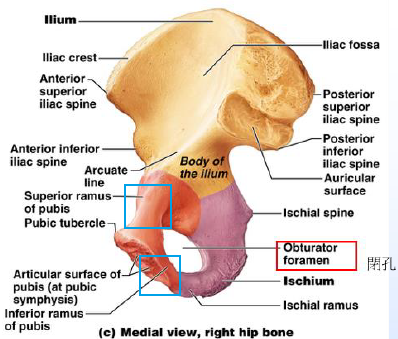 Ilium
Iliac crest
Anterior
superior
iliac spine
Anterior inferior
iliac spine
Arcuate
line
Superior ramus
of pubis
Pubic tubercle
Articular surface of
pubis (at pubic
symphysis)
Inferior ramus
of pubis
Body of
the ilium
Iliac fossa
Posterior
superior
iliac spine
Posterior
inferior
iliac spine
Auricular
surface
Ischial spine
Obturator
foramen
閉孔
Ischium
Ischial ramus
(c) Medial view, right hip bone